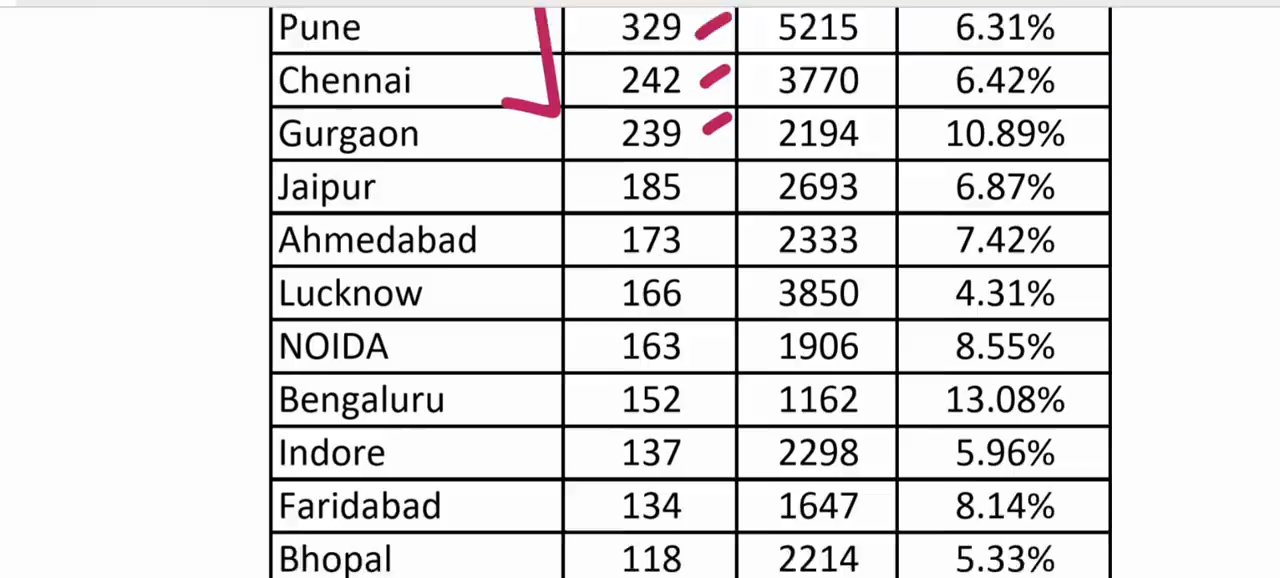 Pune 329 5215 6.31%
Chennai 242 3770 6.42%
Gurgaon 239 2194 10.89%
Jaipur 185 2693 6.87%
Ahmedabad 173 2333 7.42%
Lucknow 166 3850 4.31%
NOIDA 163 1906 8.55%
Bengaluru 152 1162 13.08%
Indore 137 2298 5.96%
Faridabad 134 1647 8.14%
Bhopal 118 2214 5.33%